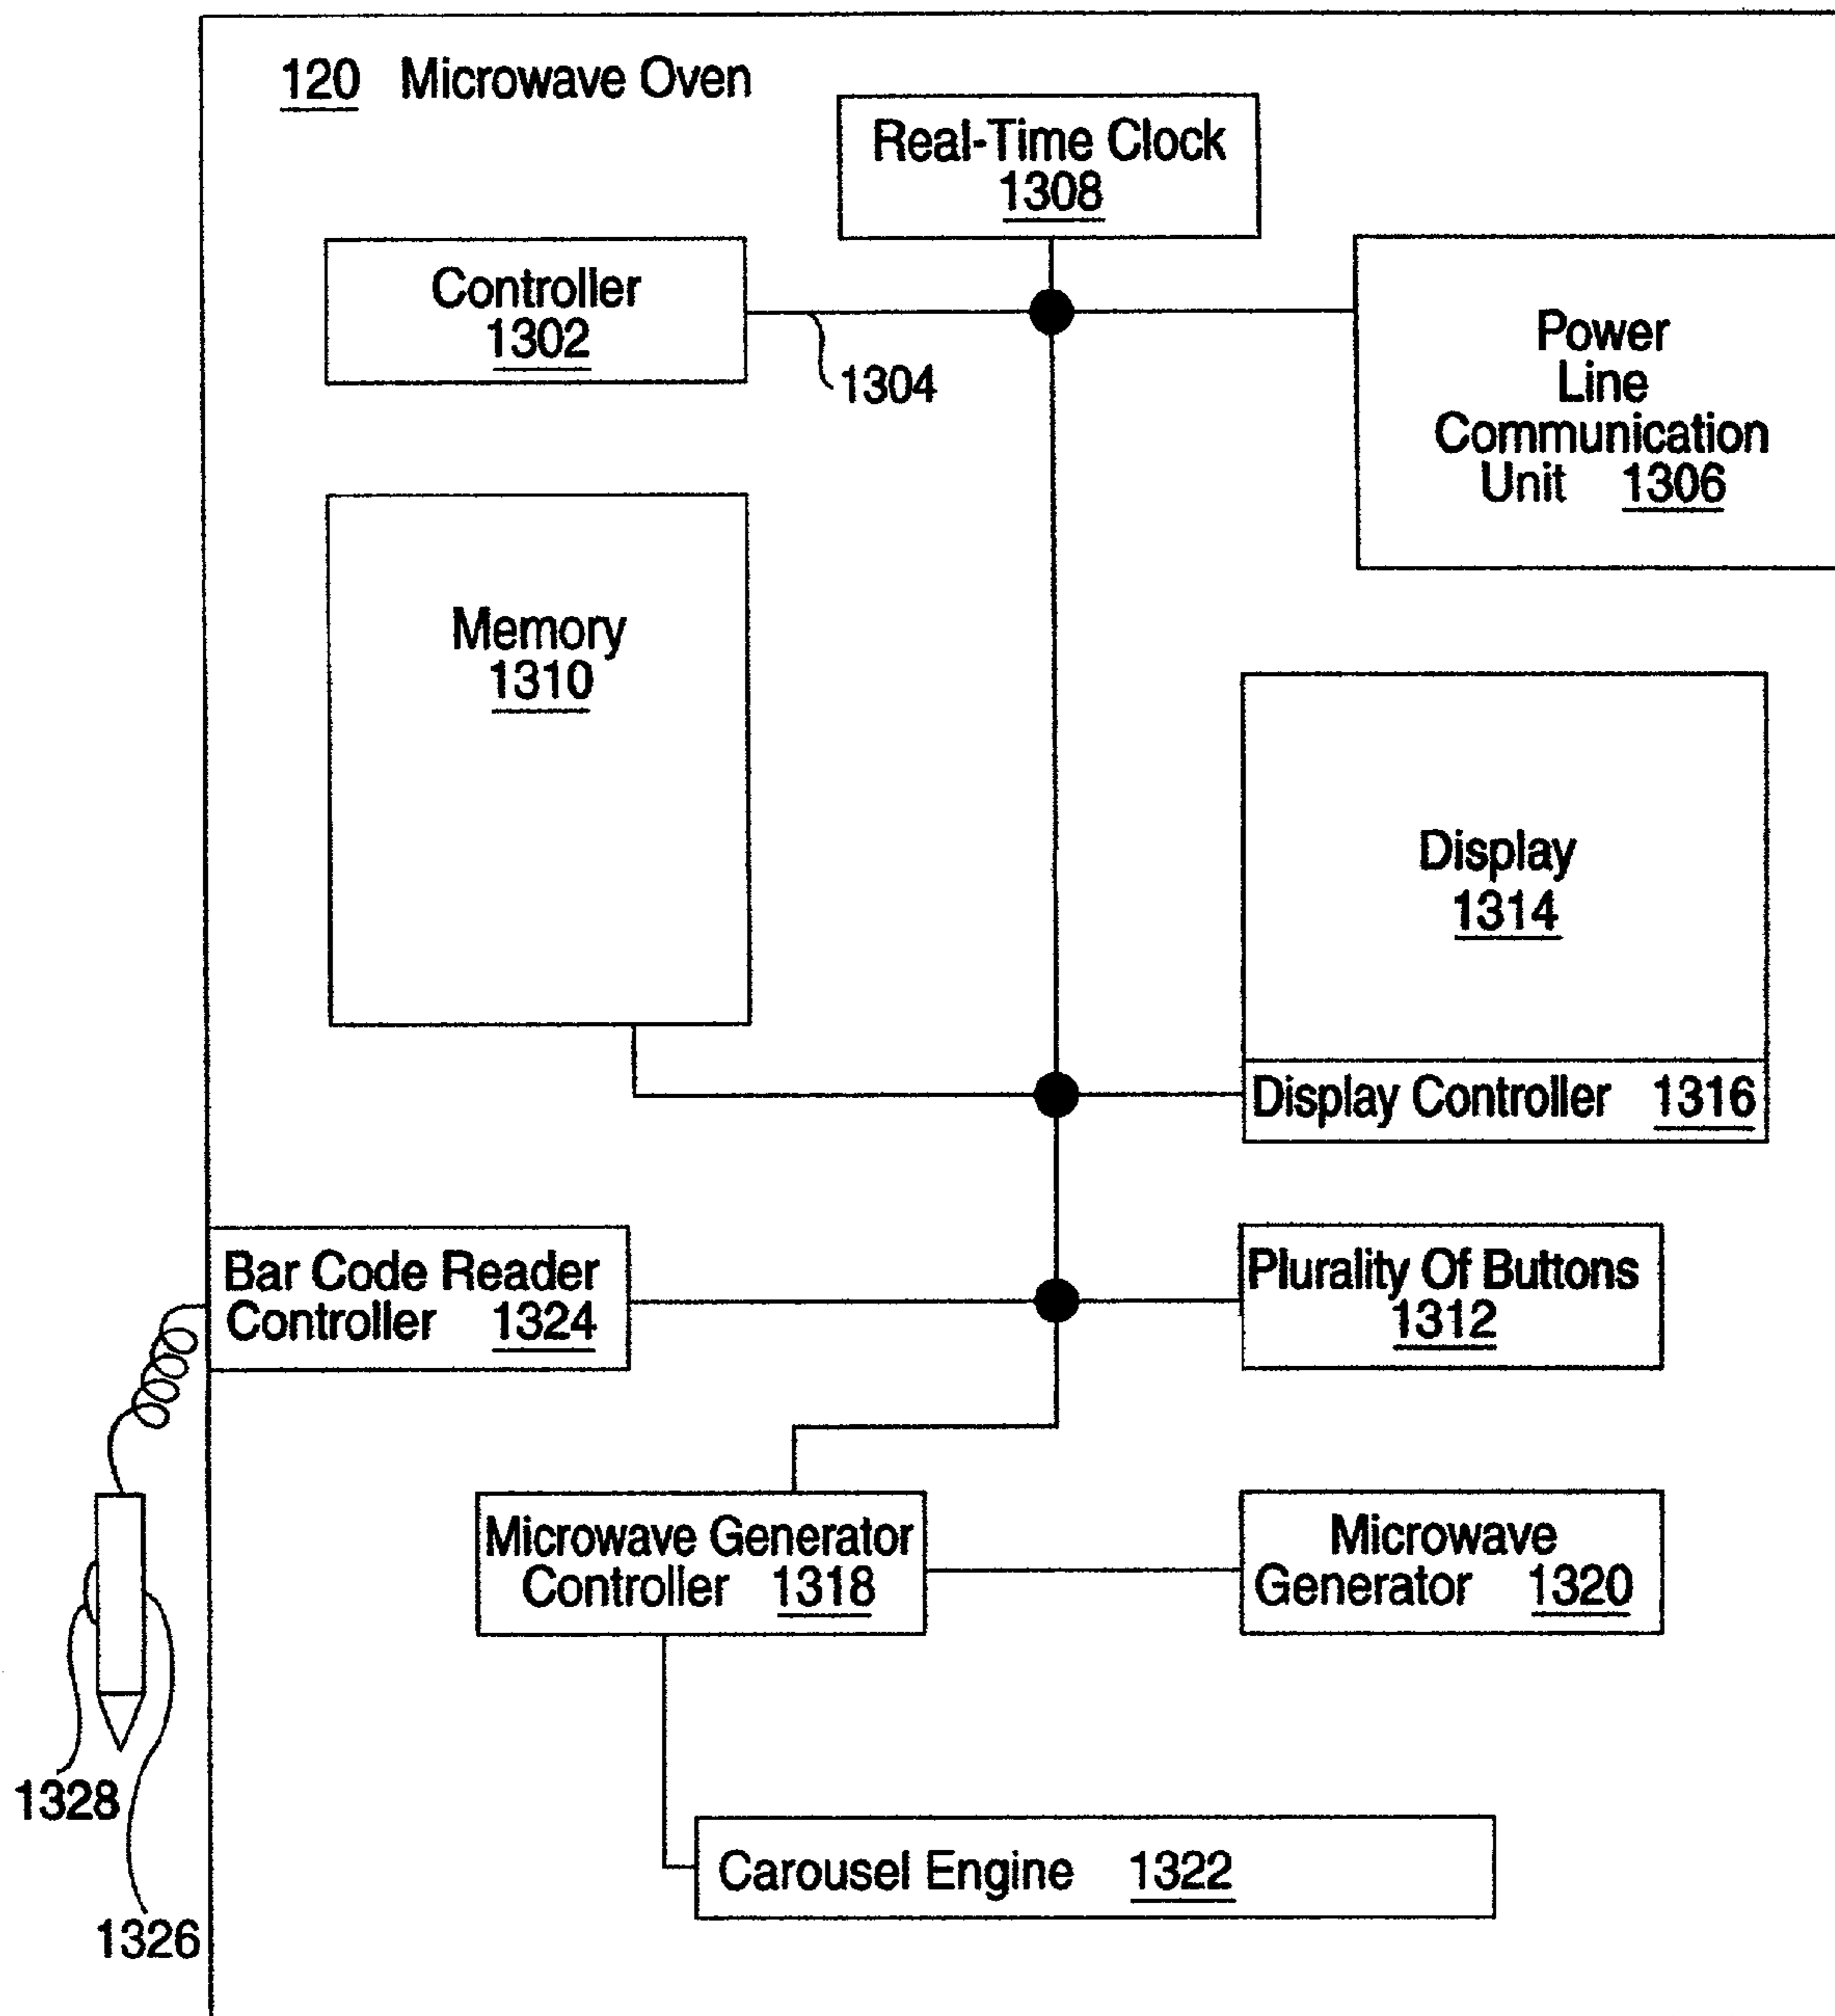 120 Microwave Oven
Real-Time Clock
1308
Controller
1302
1304
Power
Line
Communication
Unit 1306
Memory
1310
Display
1314
Display Controller 1316
Bar Code Reader
Controller 1324
Plurality Of Buttons
1312
Microwave Generator
Controller 1318
Microwave
Generator 1320
1328
1326
Carousel Engine 1322